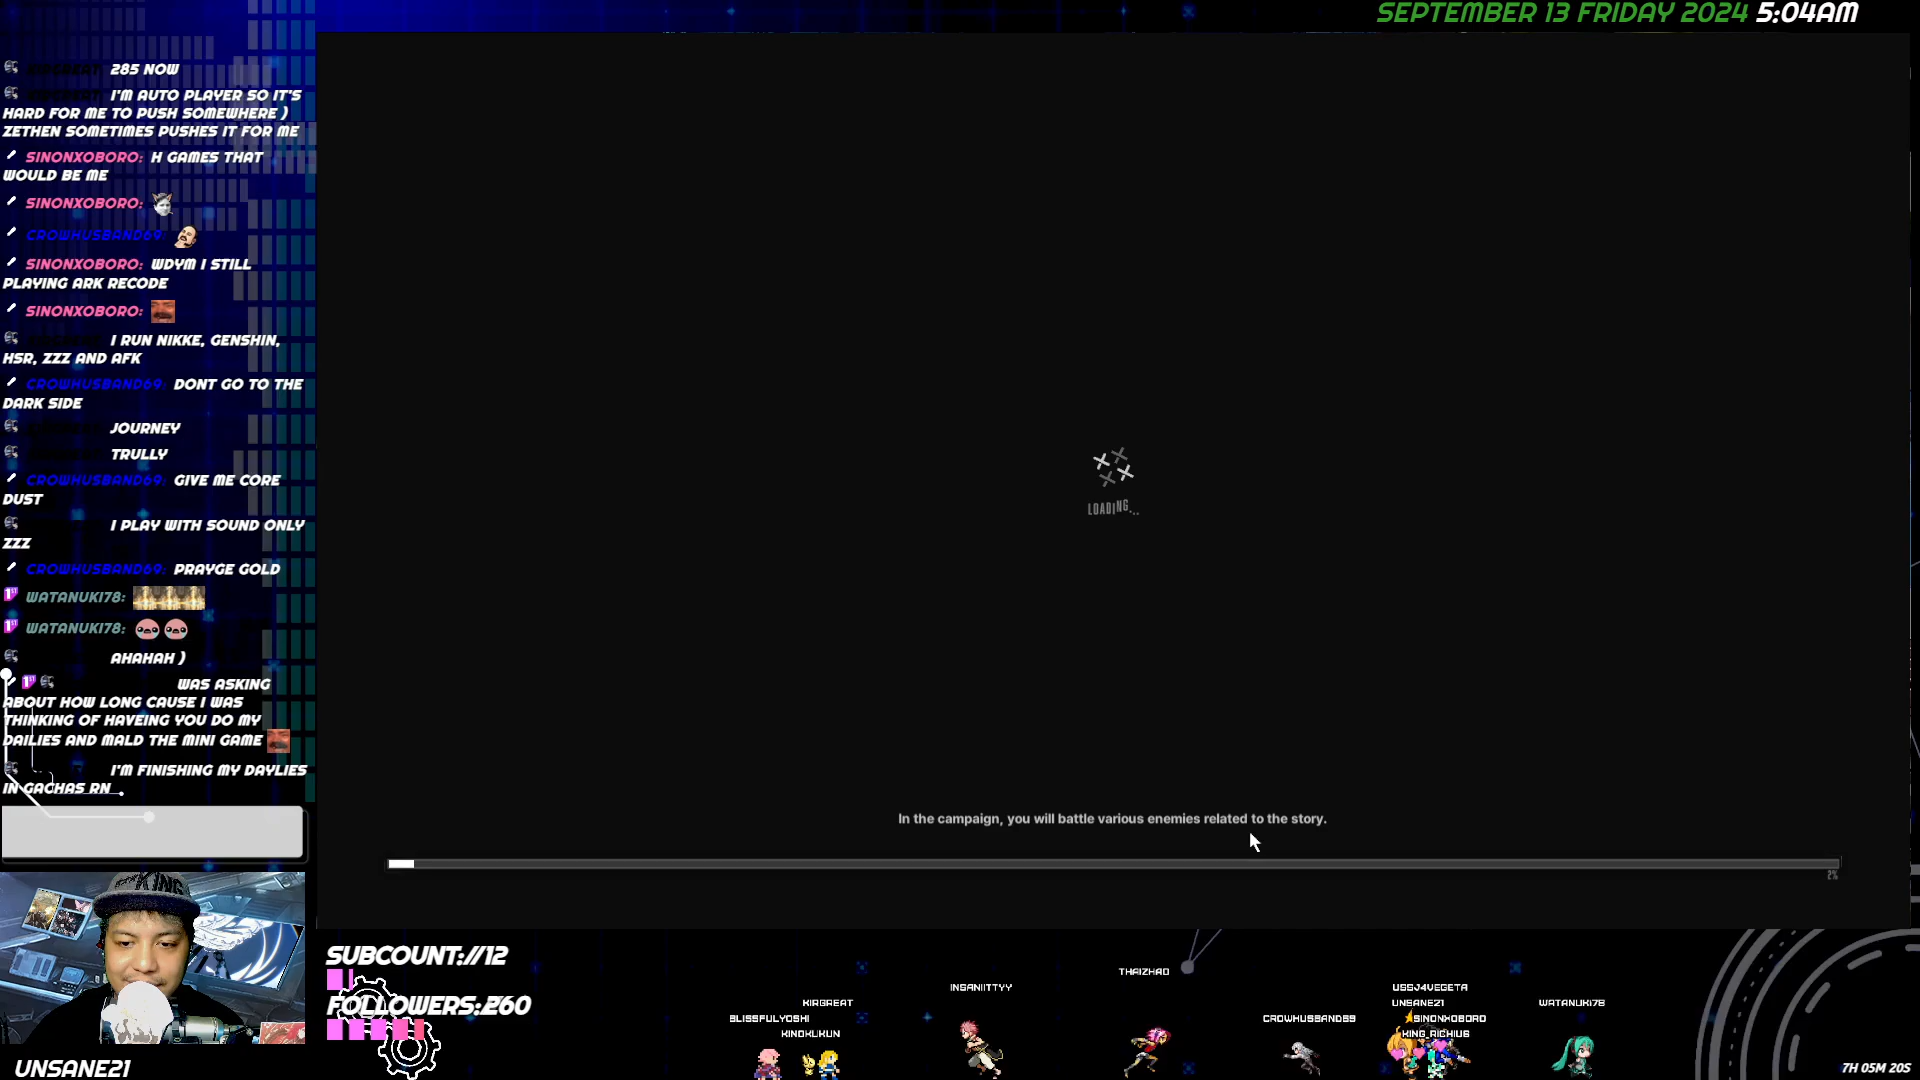 SEPTEMBER 13 FRIDAY 2024 5:04AM
285 NOW
I'M AUTO PLAYER SO IT'S
HARD FOR ME TO PUSH SOMEWHERE )
ZETHEN SOMETIMES PUSHES IT FOR ME
SINONXOBORO: H GAMES THAT
WOULD BE ME
SINONXOBORO:
CROWHUSBAND69:
SINONXOBORO: WDYM I STILL
PLAYING ARK RECODE
SINONXOBORO:
I RUN NIKKE, GENSHIN,
HSR, ZZZ AND AFK
CROWHUSBAND69: DONT GO TO THE
DARK SIDE
JOURNEY
TRULLY
CROWHUSBAND69: GIVE ME CORE
DUST
I PLAY WITH SOUND ONLY
ZZZ
CROWHUSBAND69: PRAYGE GOLD
WATANUKI78:
WATANUKI78:
AHAHAH )
WAS ASKING
ABOUT HOW LONG CAUSE I WAS
THINKING OF HAVEING YOU DO MY
DAILIES AND MALD THE MINI GAME
I'M FINISHING MY DAYLIES
IN GACHAS RN
LOADING...
In the campaign, you will battle various enemies related to the story.
2%
KING
UNSANE21
SUBCOUNT://12
FOLLOWERS:260
BLISSFULYOSHI
KIRGREAT
KINOKUKUN
INSANIITTYY
THAIZHAO
CROWHUSBAND69
USSJ4VEGETA
UNSANE21
SINONXOBORO
KING_RICHIUS
WATANUKI78
7H 05M 20S